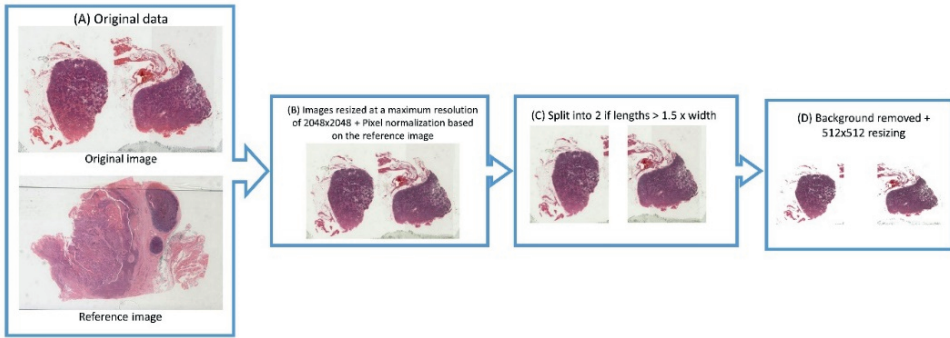 (A) Original data
Original image
Reference image
(B) Images resized at a maximum resolution
of 2048x2048 + Pixel normalization based
on the reference image
(C) Split into 2 if lengths > 1.5 x width
(D) Background removed +
512x512 resizing